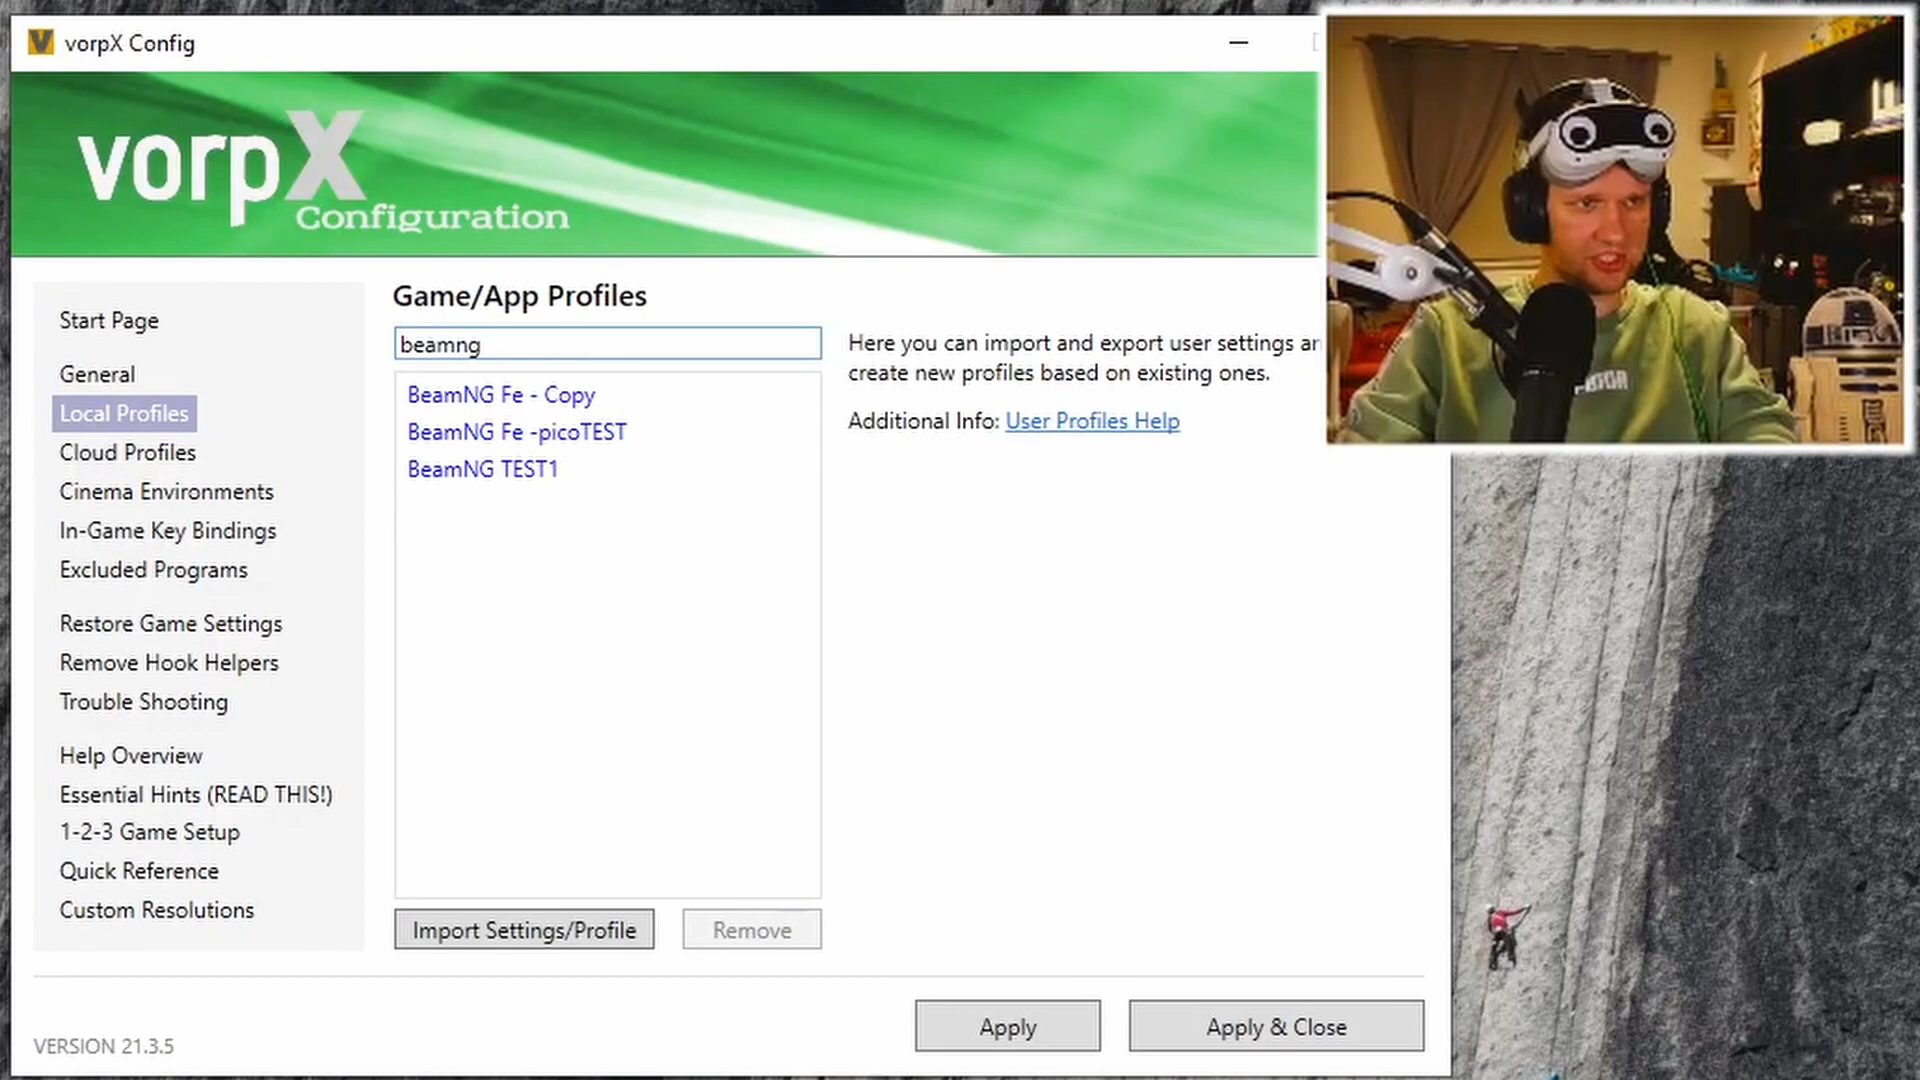 vorpX Config
vorpX
Configuration
Start Page
General
Local Profiles
Cloud Profiles
Cinema Environments
In-Game Key Bindings
Excluded Programs
Restore Game Settings
Remove Hook Helpers
Trouble Shooting
Help Overview
Essential Hints (READ THIS!)
1-2-3 Game Setup
Quick Reference
Custom Resolutions
VERSION 21.3.5
Game/App Profiles
beamng
BeamNG Fe - Copy
BeamNG Fe -picoTEST
BeamNG TEST1
Import Settings/Profile
Remove
Here you can import and export user settings
create new profiles based on existing ones.
Additional Info: User Profiles Help
Apply
Apply & Close